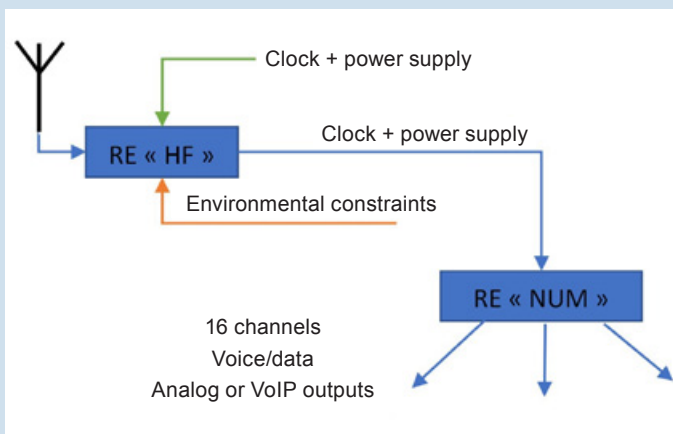 Clock + power supply
RE « HF »
Clock + power supply
Environmental constraints
RE « NUM »
16 channels
Voice/data
Analog or VoIP outputs